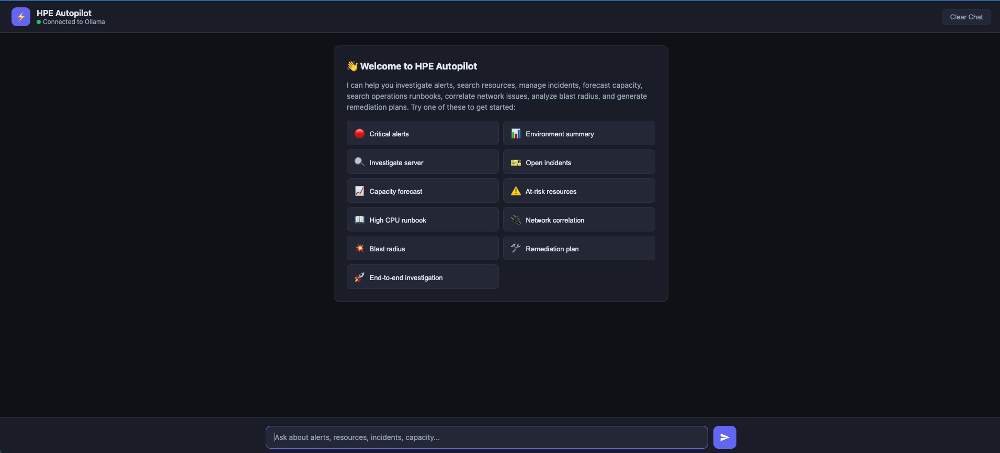 HPE Autopilot
Connected to Ollama
Clear Chat
Welcome to HPE Autopilot
I can help you investigate alerts, search resources, manage incidents, forecast capacity,
search operations runbooks, correlate network issues, analyze blast radius, and generate
remediation plans. Try one of these to get started:
Critical alerts
Environment summary
Investigate server
Open incidents
Capacity forecast
At-risk resources
High CPU runbook
Network correlation
Blast radius
Remediation plan
End-to-end investigation
Ask about alerts, resources, incidents, capacity...